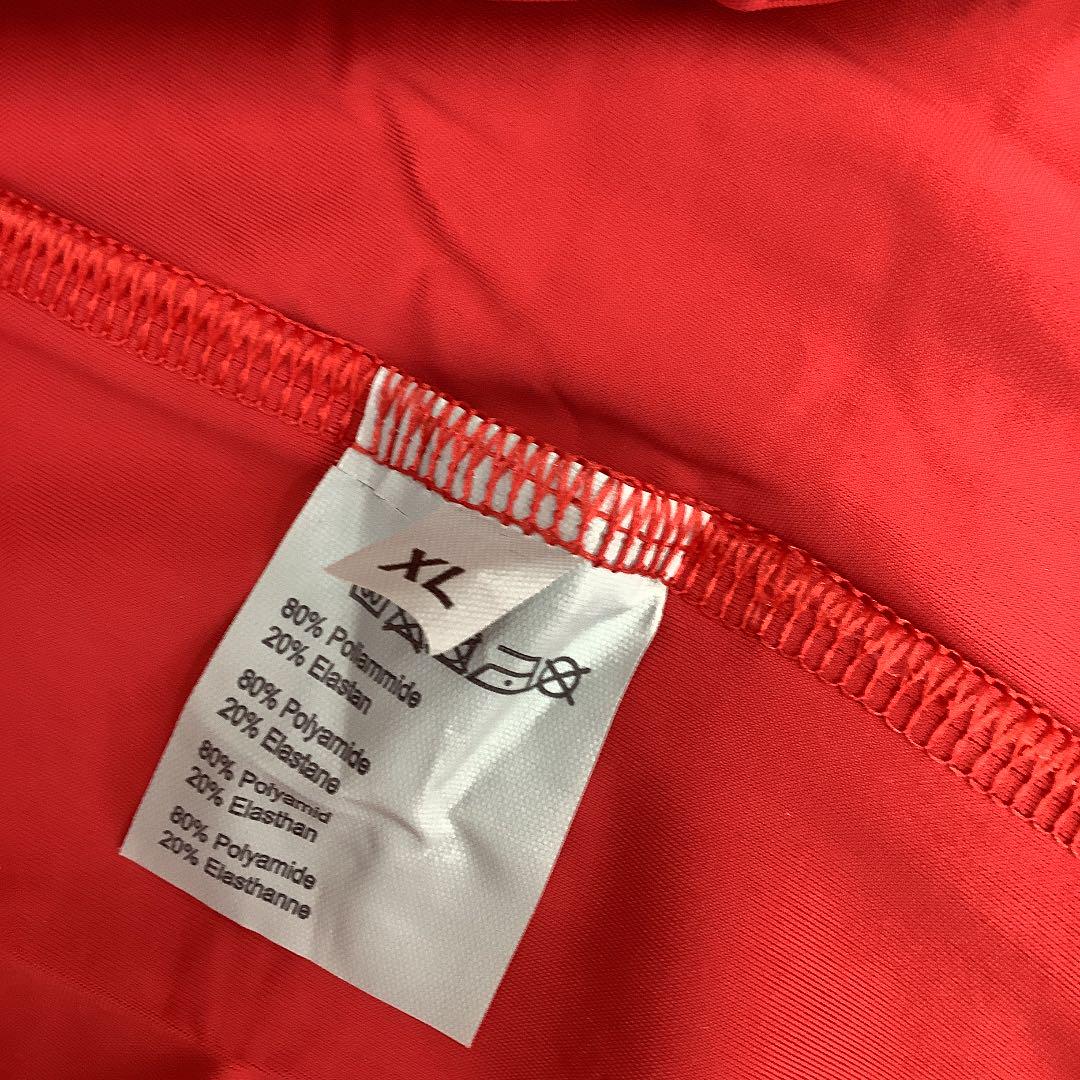 XL
80% Poliammide
20% Elastan
80% Polyamide
20% Elastane
80% Polyamid
20% Elasthan
80% Polyamide
20% Elasthanne